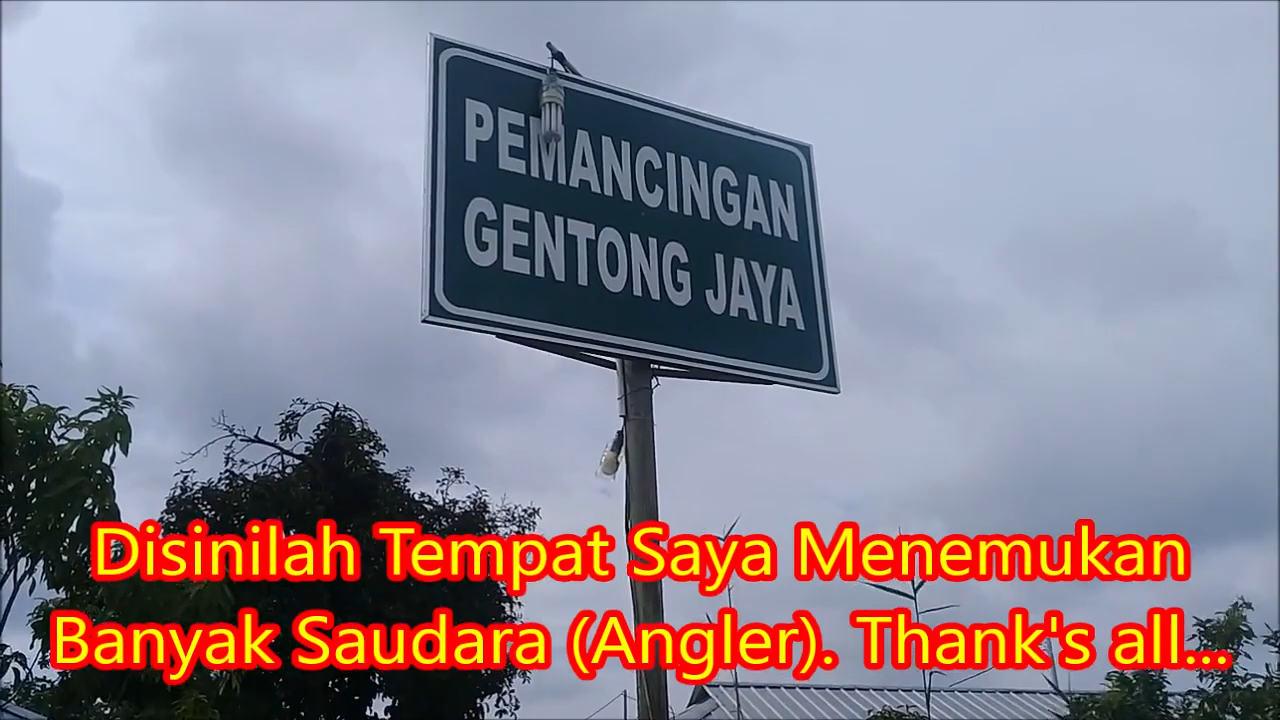 PEMANCINGAN
GENTONG JAYA
Disinilah Tempat Saya Menemukan
Banyak Saudara (Angler). Thank's all...